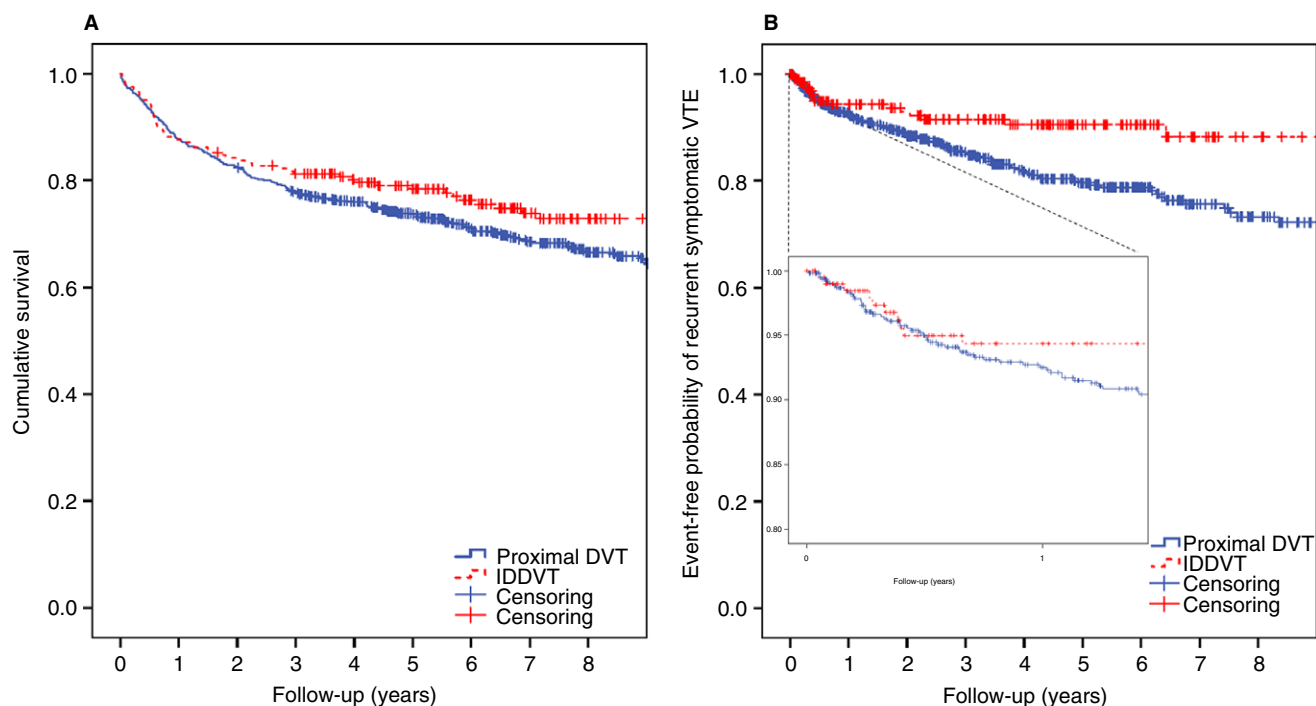 A
1.0
0.8
0.6
0.4
0.2
0.0
Cumulative survival
0 1 2 3 4 5 6 7 8
Follow-up (years)
Proximal DVT
IDDVT
Censoring
Censoring
B
1.0
0.8
0.6
0.4
0.2
0.0
Event-free probability of recurrent symptomatic VTE
1.00
0.95
0.90
0.85
0.80
0 1
Follow-up (years)
Proximal DVT
IDDVT
Censoring
Censoring
0 1 2 3 4 5 6 7 8
Follow-up (years)